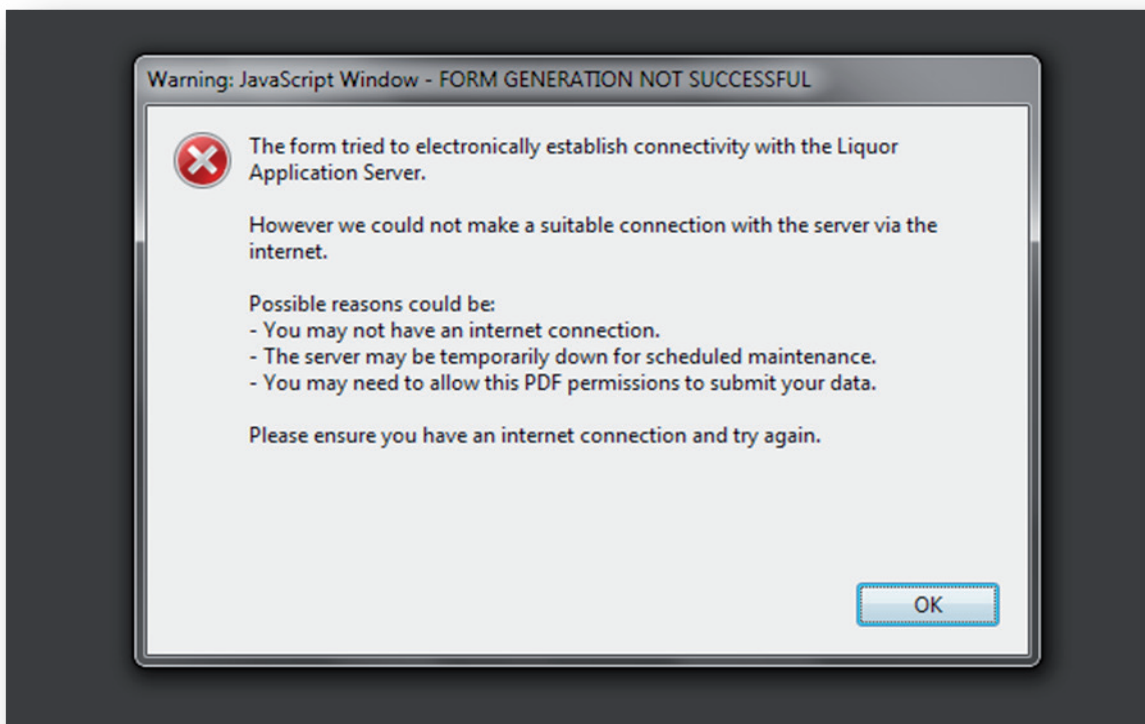 Warning: JavaScript Window - FORM GENERATION NOT SUCCESSFUL
The form tried to electronically establish connectivity with the Liquor
Application Server.
However we could not make a suitable connection with the server via the
internet.
Possible reasons could be:
- You may not have an internet connection.
- The server may be temporarily down for scheduled maintenance.
- You may need to allow this PDF permissions to submit your data.
Please ensure you have an internet connection and try again.
OK